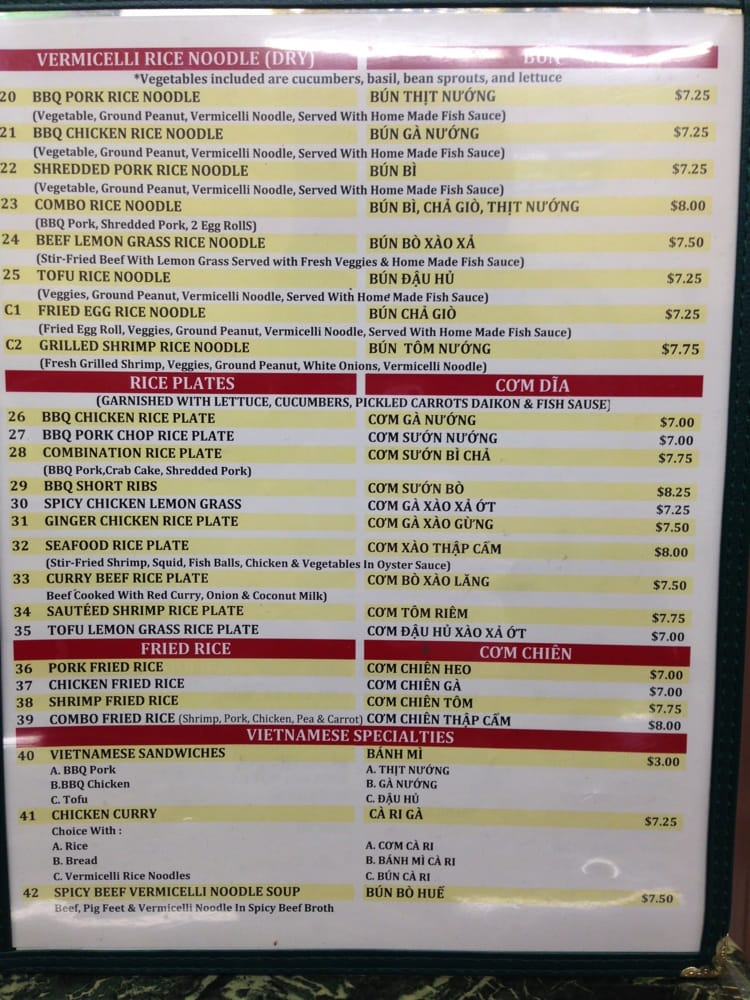 VERMICELLI RICE NOODLE (DRY) BÚN
*Vegetables included are cucumbers, basil, bean sprouts, and lettuce
20 BBQ PORK RICE NOODLE BÚN THỊT NƯỚNG $7.25
(Vegetable, Ground Peanut, Vermicelli Noodle, Served With Home Made Fish Sauce)
21 BBQ CHICKEN RICE NOODLE BÚN GÀ NƯỚNG $7.25
(Vegetable, Ground Peanut, Vermicelli Noodle, Served With Home Made Fish Sauce)
22 SHREDDED PORK RICE NOODLE BÚN BÌ $7.25
(Vegetable, Ground Peanut, Vermicelli Noodle, Served With Home Made Fish Sauce)
23 COMBO RICE NOODLE BÚN BÌ, CHẢ GIÒ, THỊT NƯỚNG $8.00
(BBQ Pork, Shredded Pork, 2 Egg RollS)
24 BEEF LEMON GRASS RICE NOODLE BÚN BÒ XÀO XẢ $7.50
(Stir-Fried Beef With Lemon Grass Served with Fresh Veggies & Home Made Fish Sauce)
25 TOFU RICE NOODLE BÚN ĐẬU HỦ $7.25
(Veggies, Ground Peanut, Vermicelli Noodle, Served With Home Made Fish Sauce)
C1 FRIED EGG RICE NOODLE BÚN CHẢ GIÒ $7.25
(Fried Egg Roll, Veggies, Ground Peanut, Vermicelli Noodle, Served With Home Made Fish Sauce)
C2 GRILLED SHRIMP RICE NOODLE BÚN TÔM NƯỚNG $7.75
(Fresh Grilled Shrimp, Veggies, Ground Peanut, White Onions, Vermicelli Noodle)
RICE PLATES CƠM DĨA
(GARNISHED WITH LETTUCE, CUCUMBERS, PICKLED CARROTS DAIKON & FISH SAUSE)
26 BBQ CHICKEN RICE PLATE CƠM GÀ NƯỚNG $7.00
27 BBQ PORK CHOP RICE PLATE CƠM SƯỚN NƯỚNG $7.00
28 COMBINATION RICE PLATE CƠM SƯỚN BÌ CHẢ $7.75
(BBQ Pork,Crab Cake, Shredded Pork)
29 BBQ SHORT RIBS CƠM SƯỚN BÒ $8.25
30 SPICY CHICKEN LEMON GRASS CƠM GÀ XÀO XẢ ỚT $7.25
31 GINGER CHICKEN RICE PLATE CƠM GÀ XÀO GỪNG $7.50
32 SEAFOOD RICE PLATE CƠM XÀO THẬP CẨM $8.00
(Stir-Fried Shrimp, Squid, Fish Balls, Chicken & Vegetables In Oyster Sauce)
33 CURRY BEEF RICE PLATE CƠM BÒ XÀO LĂNG $7.50
Beef Cooked With Red Curry, Onion & Coconut Milk)
34 SAUTÉED SHRIMP RICE PLATE CƠM TÔM RIÊM $7.75
35 TOFU LEMON GRASS RICE PLATE CƠM ĐẬU HỦ XÀO XẢ ỚT $7.00
FRIED RICE CƠM CHIÊN
36 PORK FRIED RICE CƠM CHIÊN HEO $7.00
37 CHICKEN FRIED RICE CƠM CHIÊN GÀ $7.00
38 SHRIMP FRIED RICE CƠM CHIÊN TÔM $7.75
39 COMBO FRIED RICE (Shrimp, Pork, Chicken, Pea & Carrot) CƠM CHIÊN THẬP CẨM $8.00
VIETNAMESE SPECIALTIES
40 VIETNAMESE SANDWICHES BÁNH MÌ $3.00
A. BBQ Pork A. THỊT NƯỚNG
B.BBQ Chicken B. GÀ NƯỚNG
C. Tofu C. ĐẬU HỦ
41 CHICKEN CURRY CÀ RI GÀ $7.25
Choice With :
A. Rice A. CƠM CÀ RI
B. Bread B. BÁNH MÌ CÀ RI
C. Vermicelli Rice Noodles C. BÚN CÀ RI
42 SPICY BEEF VERMICELLI NOODLE SOUP BÚN BÒ HUẾ $7.50
Beef, Pig Feet & Vermicelli Noodle In Spicy Beef Broth